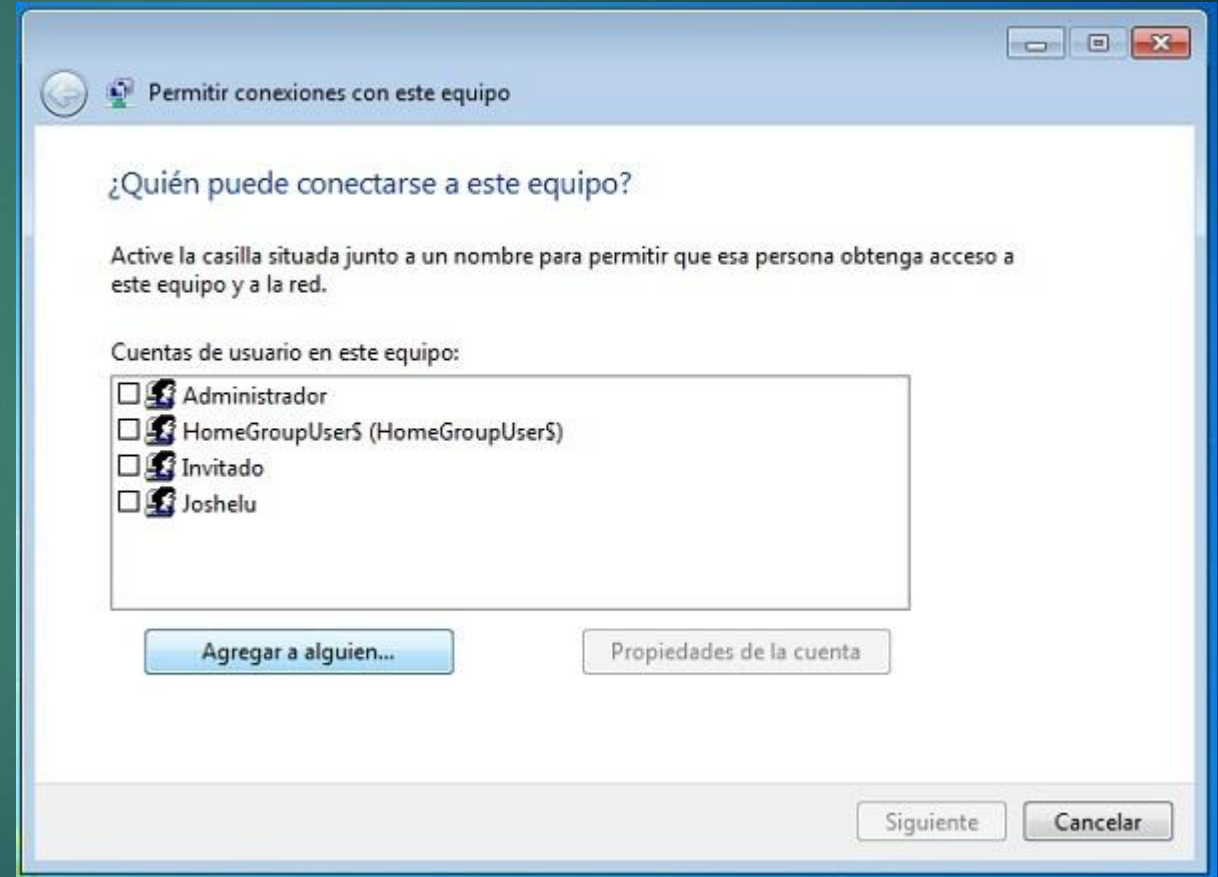 Permitir conexiones con este equipo
¿Quién puede conectarse a este equipo?
Active la casilla situada junto a un nombre para permitir que esa persona obtenga acceso a
este equipo y a la red.
Cuentas de usuario en este equipo:
Administrador
HomeGroupUser$ (HomeGroupUser$)
Invitado
Joshelu
Agregar a alguien... Propiedades de la cuenta
Siguiente Cancelar